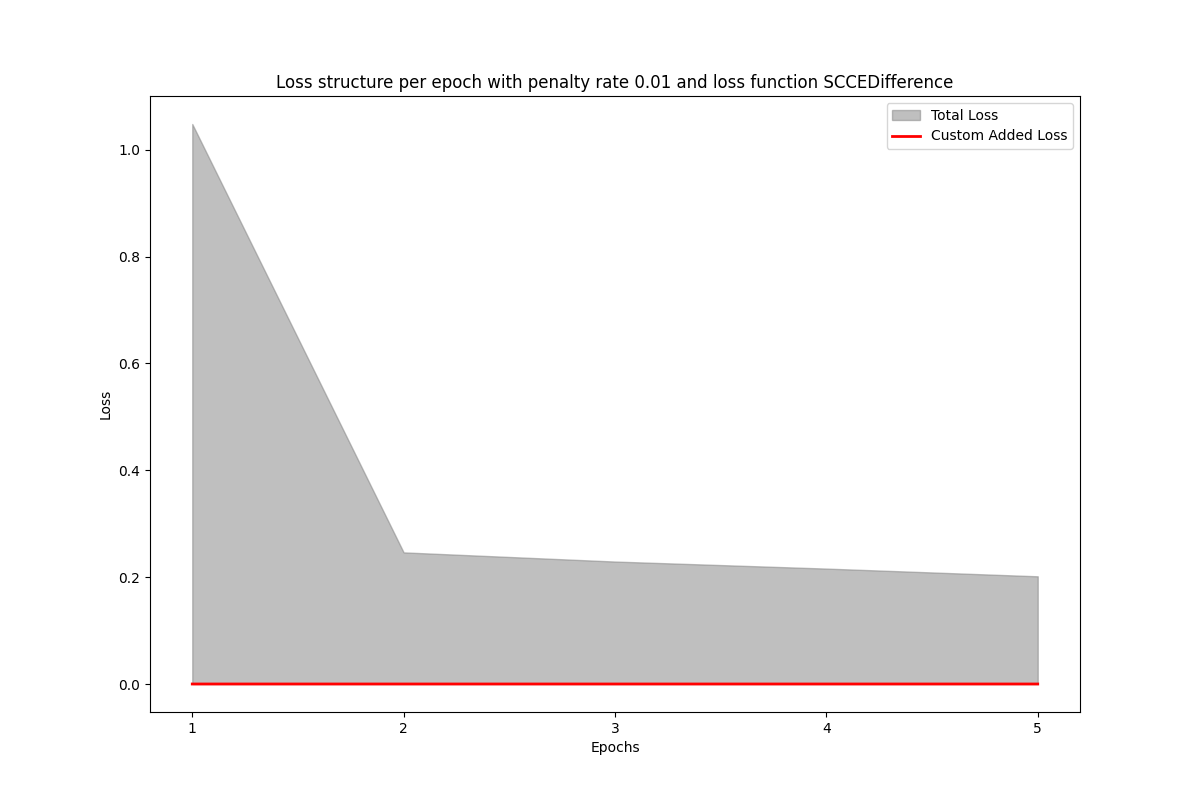 Loss structure per epoch with penalty rate 0.01 and loss function SCCEDifference
Total Loss
Custom Added Loss
1.0
0.8
0.6
0.4
0.2
0.0
Loss
1 2 3 4 5
Epochs